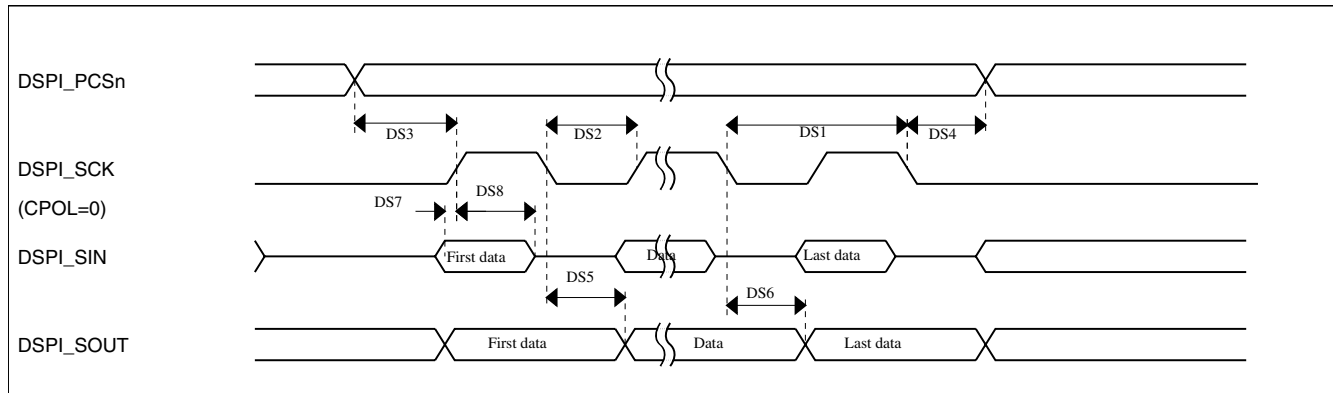 DSPI_PCSn
DS3
DS2
DS1
DS4
DSPI_SCK
(CPOL=0)
DS7
DS8
DSPI_SIN
First data
Data
Last data
DS5
DS6
DSPI_SOUT
First data
Data
Last data